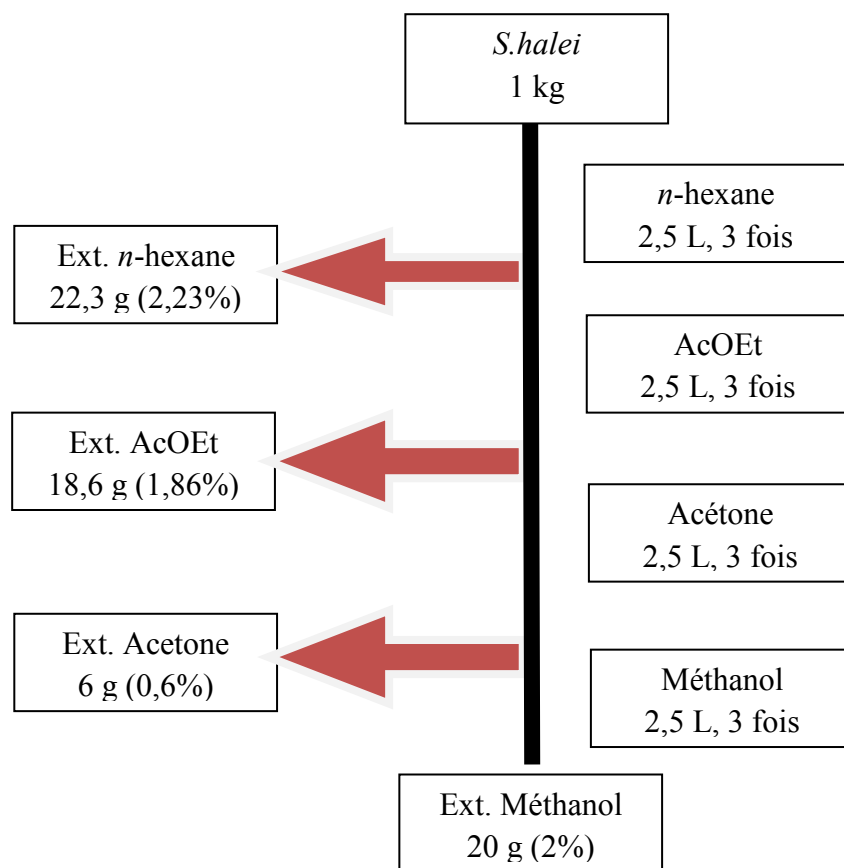 S.halei
1 kg
n-hexane
2,5 L, 3 fois
Ext. n-hexane
22,3 g (2,23%)
AcOEt
2,5 L, 3 fois
Ext. AcOEt
18,6 g (1,86%)
Acétone
2,5 L, 3 fois
Ext. Acetone
6 g (0,6%)
Méthanol
2,5 L, 3 fois
Ext. Méthanol
20 g (2%)